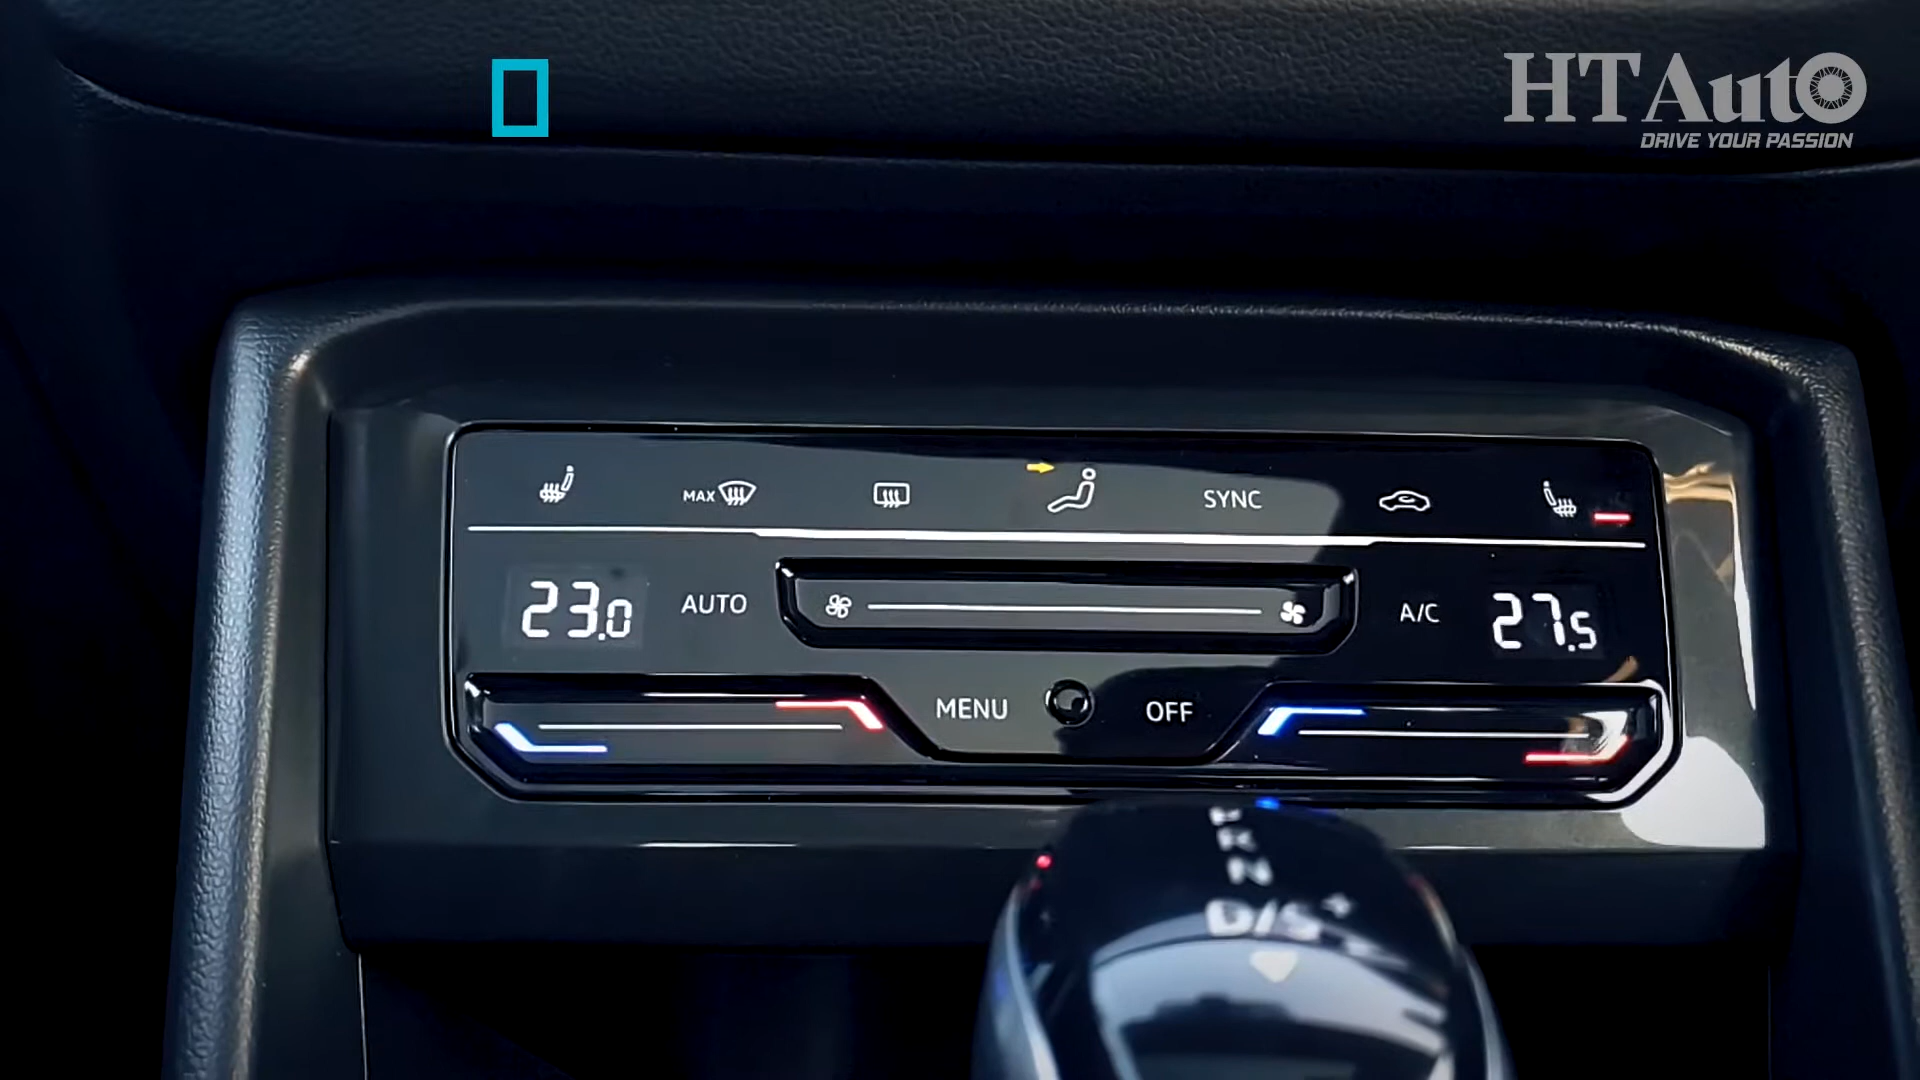 HTAuto
DRIVE YOUR PASSION
MAX
SYNC
23.0 AUTO A/C 27.5
MENU OFF
R
N
D/S